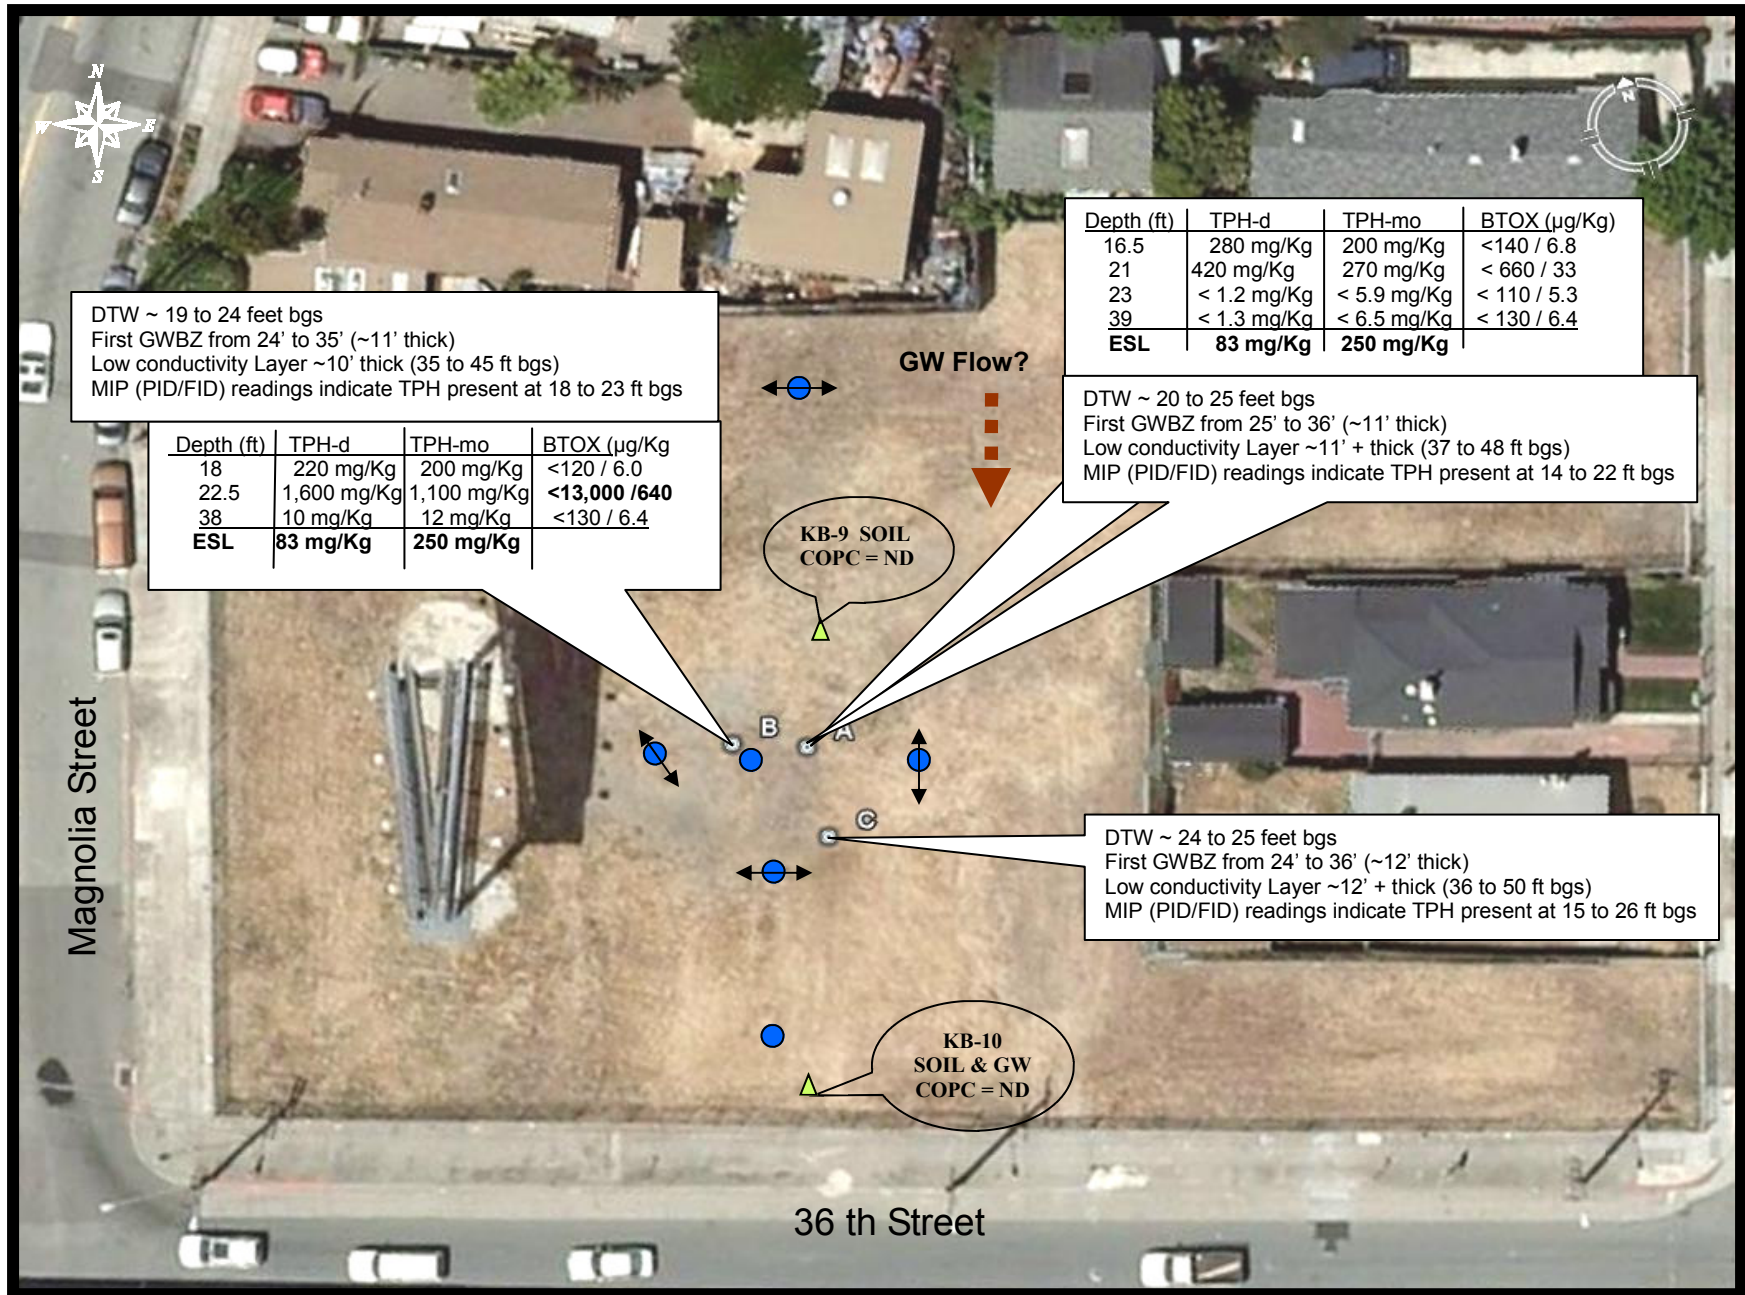 N
W E
S
N
Depth (ft) TPH-d TPH-mo BTOX (µg/Kg)
16.5 280 mg/Kg 200 mg/Kg <140 / 6.8
21 420 mg/Kg 270 mg/Kg < 660 / 33
23 < 1.2 mg/Kg < 5.9 mg/Kg < 110 / 5.3
39 < 1.3 mg/Kg < 6.5 mg/Kg < 130 / 6.4
ESL 83 mg/Kg 250 mg/Kg
DTW ~ 19 to 24 feet bgs
First GWBZ from 24’ to 35’ (~11’ thick)
Low conductivity Layer ~10’ thick (35 to 45 ft bgs)
MIP (PID/FID) readings indicate TPH present at 18 to 23 ft bgs
GW Flow?
DTW ~ 20 to 25 feet bgs
First GWBZ from 25’ to 36’ (~11’ thick)
Low conductivity Layer ~11’ + thick (37 to 48 ft bgs)
MIP (PID/FID) readings indicate TPH present at 14 to 22 ft bgs
Depth (ft) TPH-d TPH-mo BTOX (µg/Kg
18 220 mg/Kg 200 mg/Kg <120 / 6.0
22.5 1,600 mg/Kg 1,100 mg/Kg <13,000 /640
38 10 mg/Kg 12 mg/Kg <130 / 6.4
ESL 83 mg/Kg 250 mg/Kg
KB-9 SOIL
COPC = ND
B
A
C
Magnolia Street
DTW ~ 24 to 25 feet bgs
First GWBZ from 24’ to 36’ (~12’ thick)
Low conductivity Layer ~12’ + thick (36 to 50 ft bgs)
MIP (PID/FID) readings indicate TPH present at 15 to 26 ft bgs
KB-10
SOIL & GW
COPC = ND
36 th Street